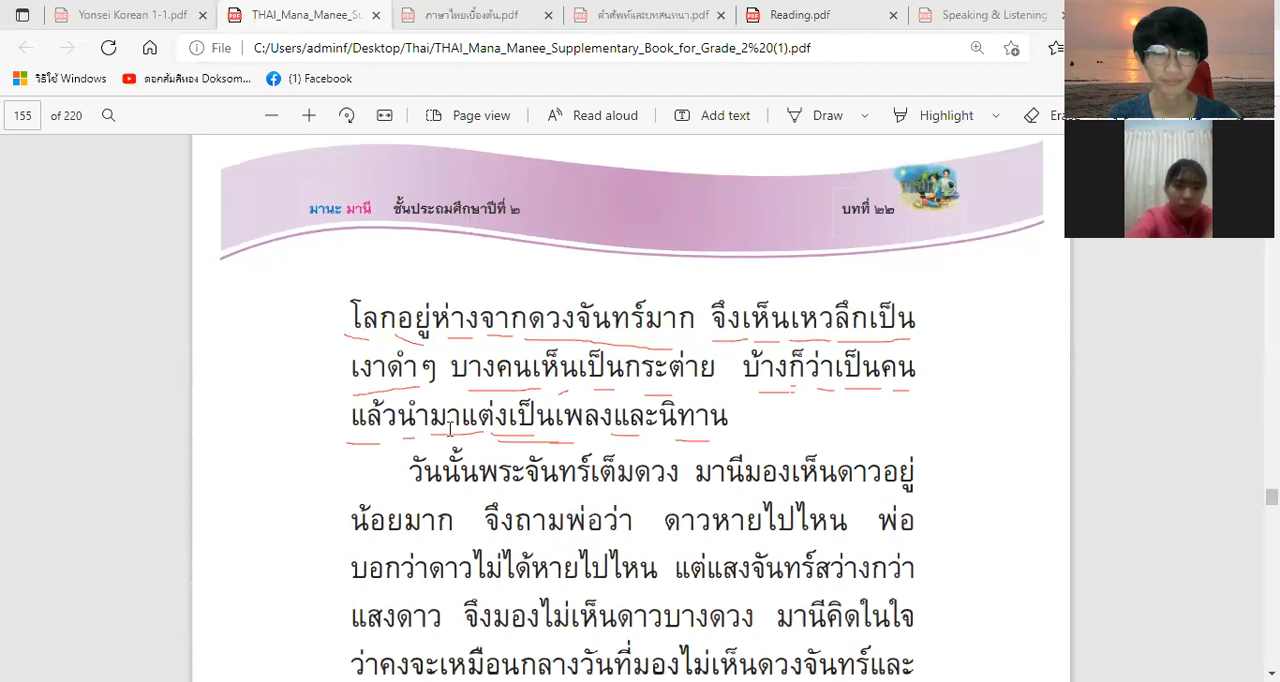 Yonsei Korean 1-1.pdf
THAI_Mana_Manee_Su
ภาษาไทยเบื้องต้น.pdf
คำศัพท์และบทสนทนา.pdf
Reading.pdf
Speaking & Listening
File
C:/Users/adminf/Desktop/Thai/THAI_Mana_Manee_Supplementary_Book_for_Grade_2%20(1).pdf
วิธีใช้ Windows
ดอกส้มสีทอง Doksom...
(1) Facebook
155 of 220
Page view
Read aloud
Add text
Draw
Highlight
มานะ มานี ชั้นประถมศึกษาปีที่ ๒
บทที่ ๒๒
โลกอยู่ห่างจากดวงจันทร์มาก จึงเห็นเหวลึกเป็น
เงาดำๆ บางคนเห็นเป็นกระต่าย บ้างก็ว่าเป็นคน
แล้วนำมาแต่งเป็นเพลงและนิทาน
วันนั้นพระจันทร์เต็มดวง มานีมองเห็นดาวอยู่
น้อยมาก จึงถามพ่อว่า ดาวหายไปไหน พ่อ
บอกว่าดาวไม่ได้หายไปไหน แต่แสงจันทร์สว่างกว่า
แสงดาว จึงมองไม่เห็นดาวบางดวง มานีคิดในใจ
ว่าคงจะเหมือนกลางวันที่มองไม่เห็นดวงจันทร์และ